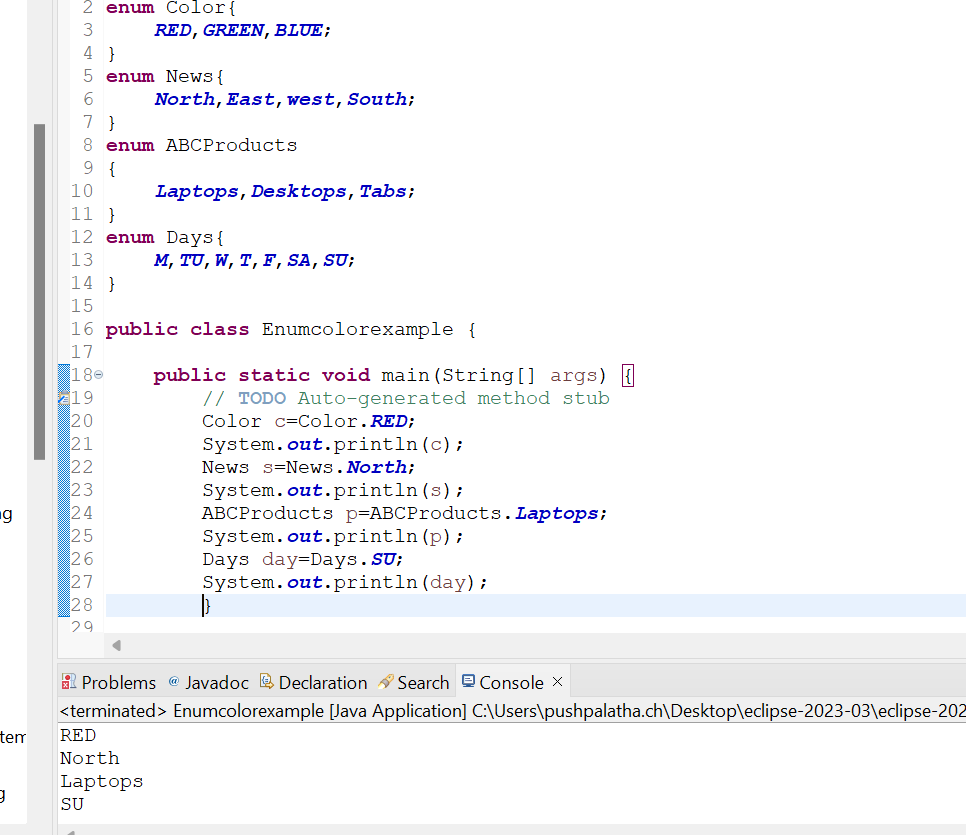 2 enum Color{
3 RED,GREEN,BLUE;
4 }
5 enum News{
6 North,East,west,South;
7 }
8 enum ABCProducts
9 {
10 Laptops,Desktops,Tabs;
11 }
12 enum Days{
13 M,TU,W,T,F,SA,SU;
14 }
15
16 public class Enumcolorexample {
17
18 public static void main(String[] args) {
19 // TODO Auto-generated method stub
20 Color c=Color.RED;
21 System.out.println(c);
22 News s=News.North;
23 System.out.println(s);
24 ABCProducts p=ABCProducts.Laptops;
25 System.out.println(p);
26 Days day=Days.SU;
27 System.out.println(day);
28 }
29
Problems @ Javadoc Declaration Search Console
<terminated> Enumcolorexample [Java Application] C:\Users\pushpalatha.ch\Desktop\eclipse-2023-03\eclipse-202
RED
North
Laptops
SU